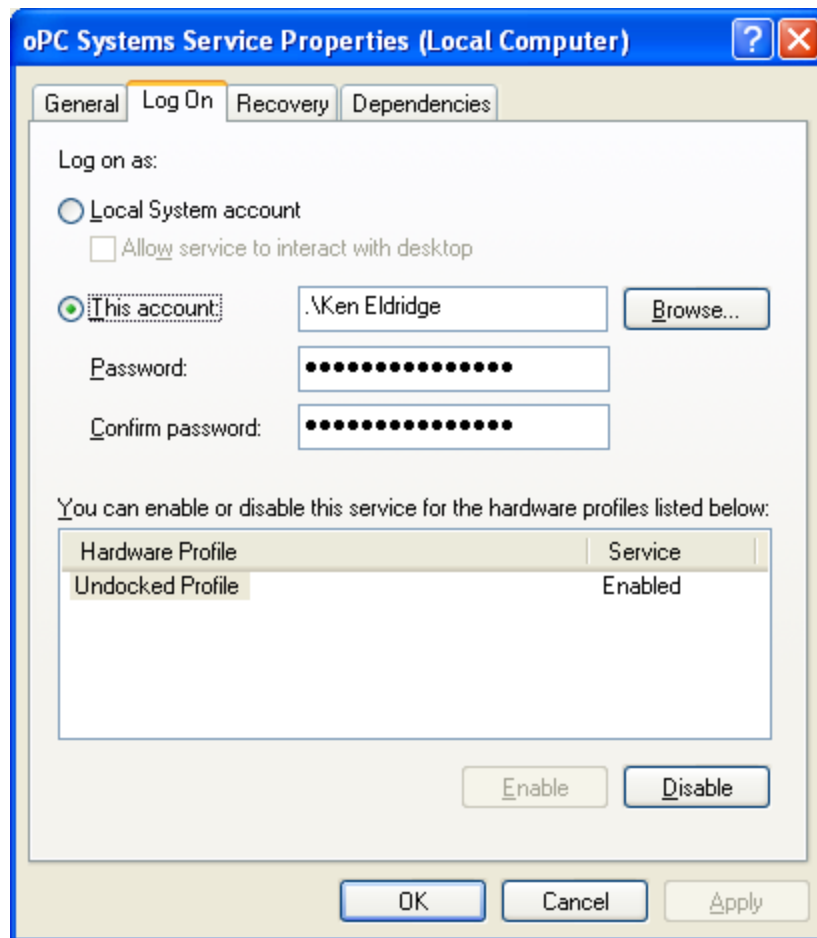 oPC Systems Service Properties (Local Computer)
General Log On Recovery Dependencies
Log on as:
Local System account
Allow service to interact with desktop
This account: .\Ken Eldridge Browse...
Password: ●●●●●●●●●●●●●●●
Confirm password: ●●●●●●●●●●●●●●●
You can enable or disable this service for the hardware profiles listed below:
Hardware Profile Service
Undocked Profile Enabled
Enable Disable
OK Cancel Apply